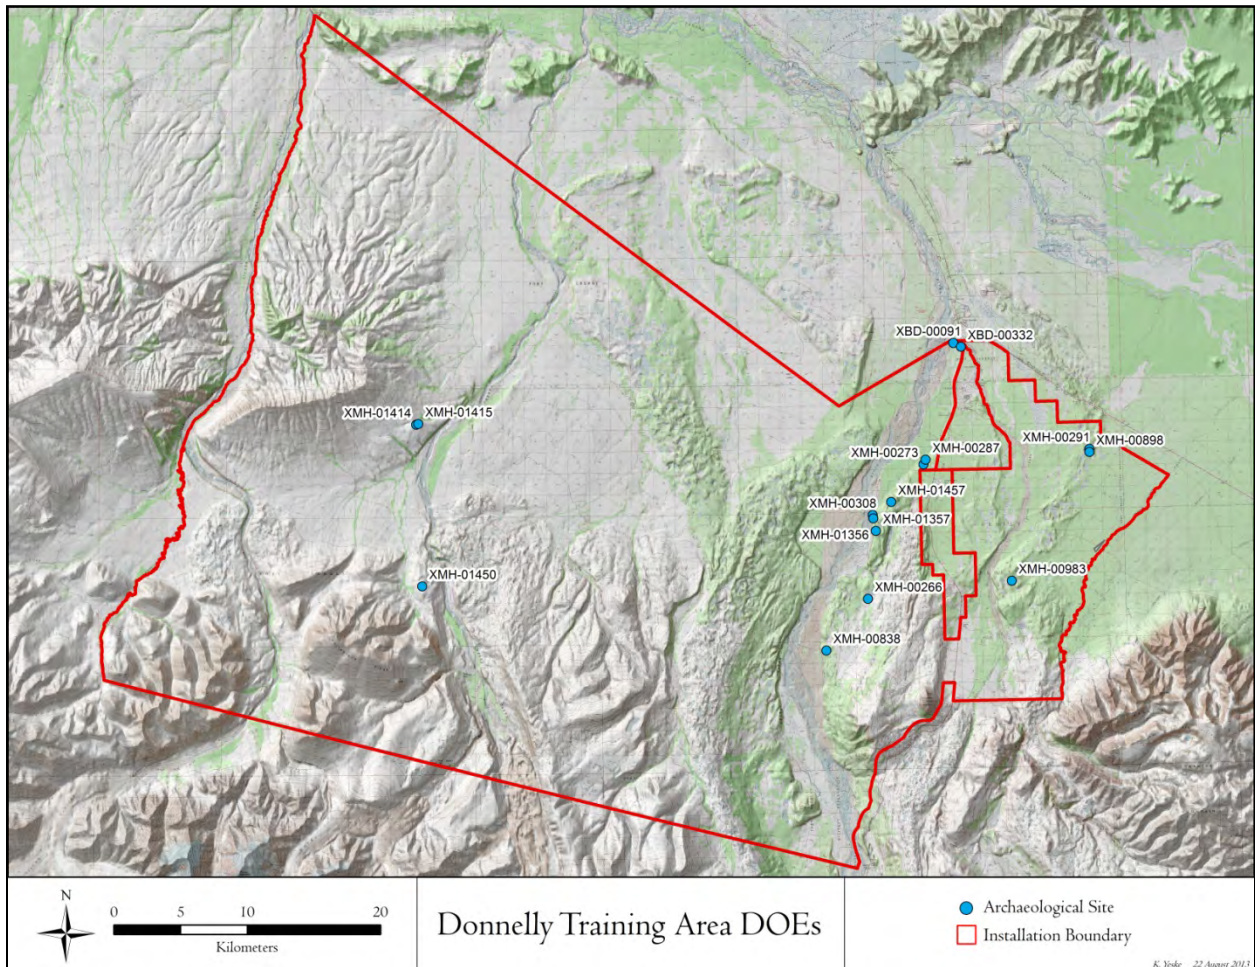 XBD-00091
XBD-00332
XMH-01414
XMH-01415
XMH-00291
XMH-00898
XMH-00273
XMH-00287
XMH-01457
XMH-00308
XMH-01357
XMH-01356
XMH-00983
XMH-01450
XMH-00266
XMH-00838
N
0 5 10 20
Kilometers
Donnelly Training Area DOEs
Archaeological Site
Installation Boundary
K. Yeske 22 August 2013